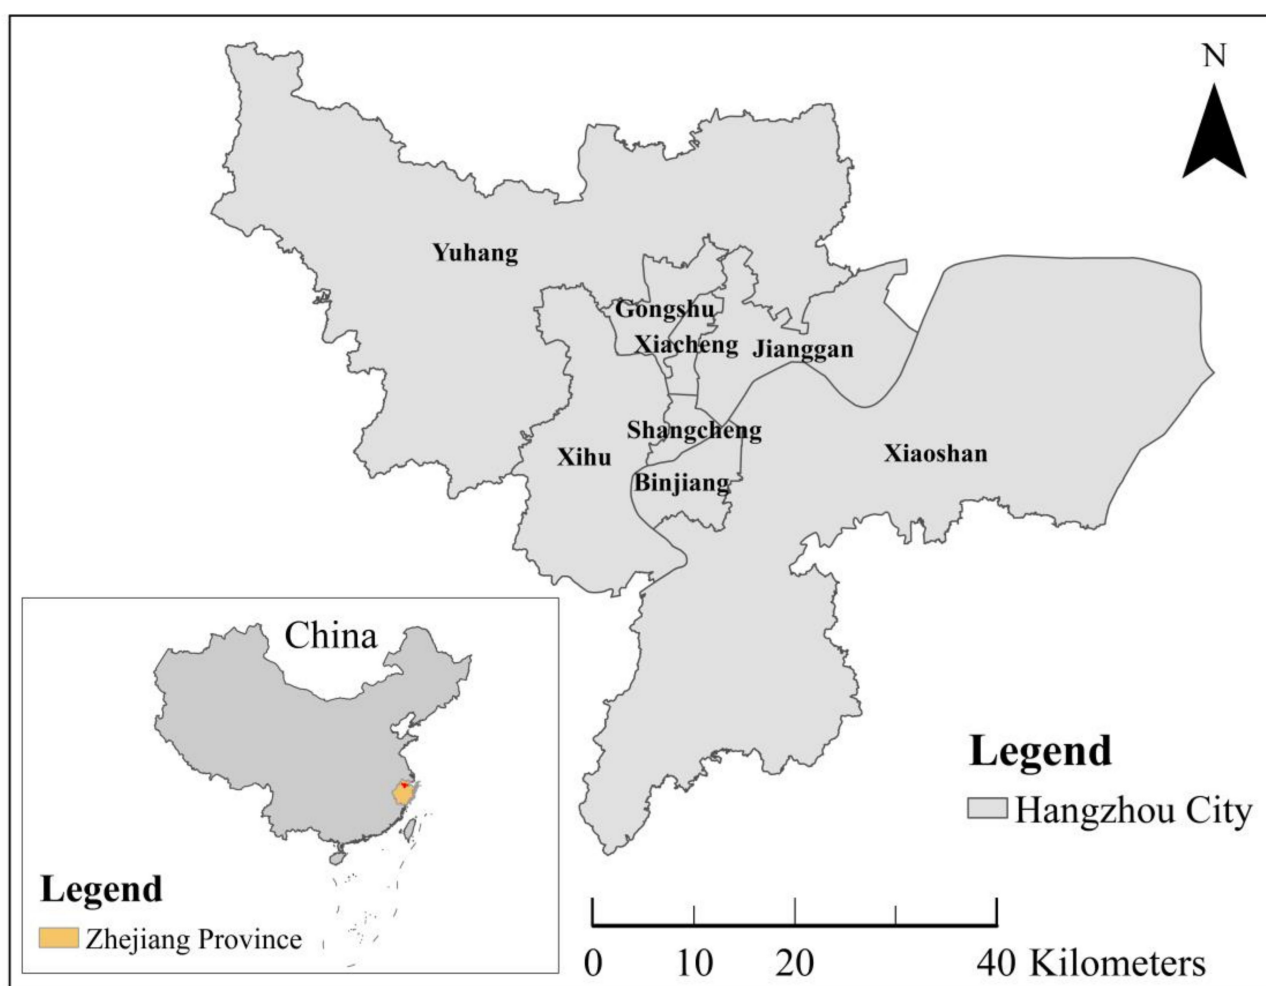 N
Yuhang
Gongshu
Xiacheng
Jianggan
Shangcheng
Xihu
Xiaoshan
Binjiang
China
Legend
Zhejiang Province
Legend
Hangzhou City
0 10 20 40 Kilometers